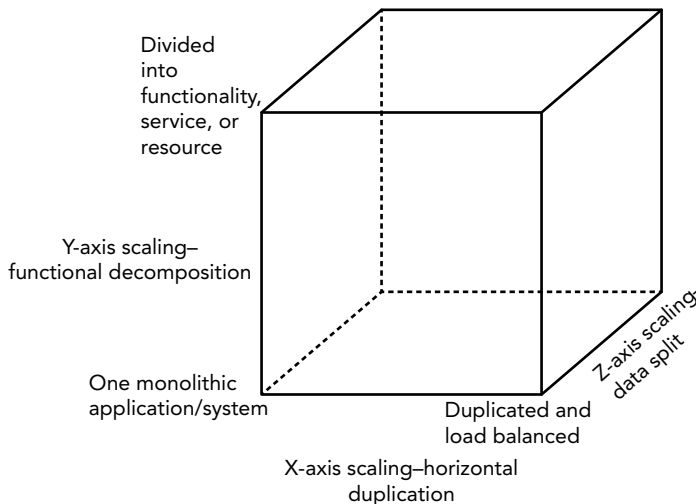 Divided
into
functionality,
service, or
resource
Y-axis scaling–
functional decomposition
One monolithic
application/system
Duplicated and
load balanced
Z-axis scaling–
data split
X-axis scaling–horizontal
duplication